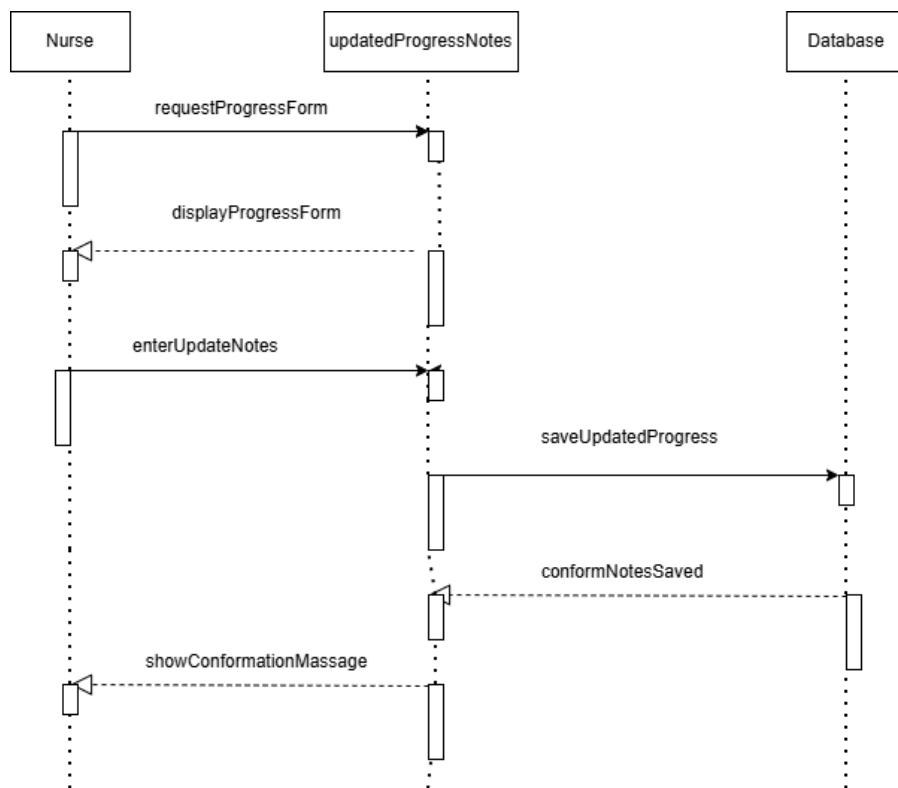 Nurse
updatedProgressNotes
Database
requestProgressForm
displayProgressForm
enterUpdateNotes
saveUpdatedProgress
conformNotesSaved
showConformationMassage